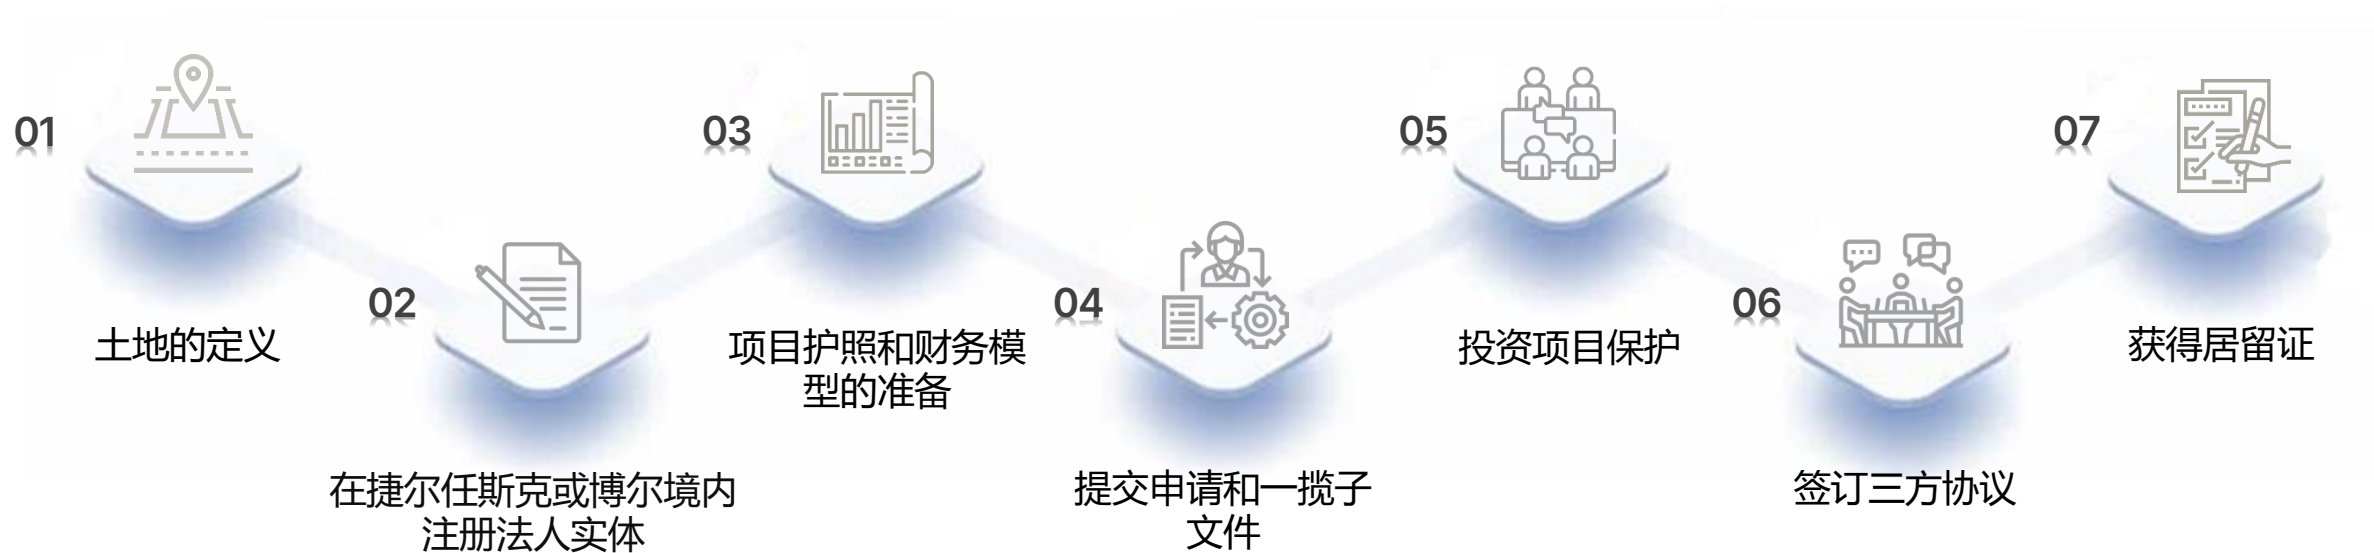 01
土地的定义
02
在捷尔任斯克或博尔境内
注册法人实体
03
项目护照和财务模
型的准备
04
提交申请和一揽子
文件
05
投资项目保护
06
签订三方协议
07
获得居留证